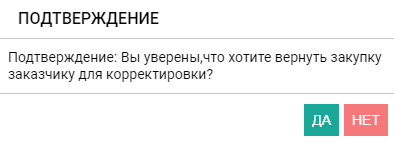 ПОДТВЕРЖДЕНИЕ
Подтверждение: Вы уверены,что хотите вернуть закупку
заказчику для корректировки?
ДА НЕТ